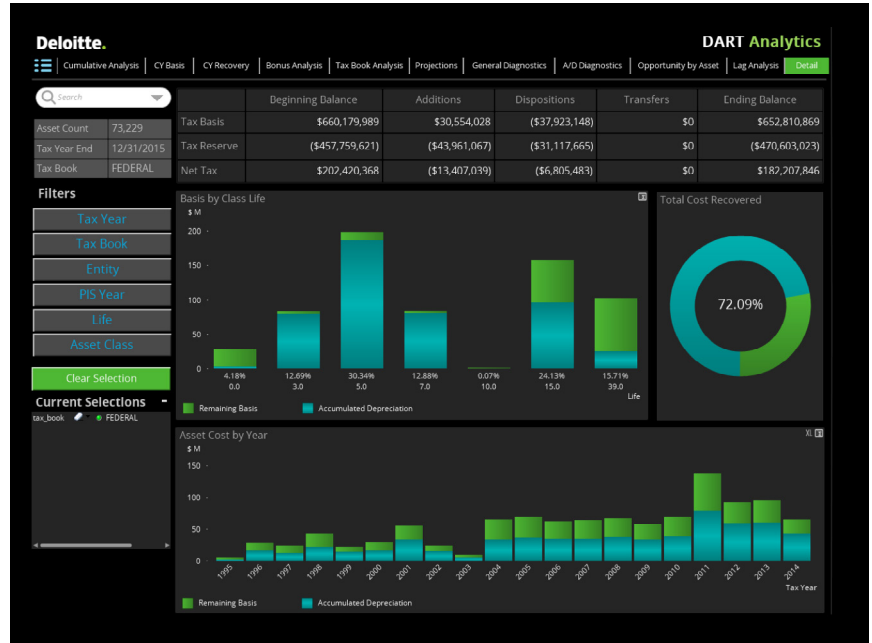 Deloitte.
DART Analytics
Cumulative Analysis CY Basis CY Recovery Bonus Analysis Tax Book Analysis Projections General Diagnostics A/D Diagnostics Opportunity by Asset Lag Analysis Detail
Search
Asset Count 73,229
Tax Year End 12/31/2015
Tax Book FEDERAL
Beginning Balance Additions Dispositions Transfers Ending Balance
Tax Basis $660,179,989 $30,554,028 ($37,923,148) $0 $652,810,869
Tax Reserve ($457,759,621) ($43,961,067) ($31,117,665) $0 ($470,603,023)
Net Tax $202,420,368 ($13,407,039) ($6,805,483) $0 $182,207,846
Filters
Tax Year
Tax Book
Entity
PIS Year
Life
Asset Class
Clear Selection
Current Selections -
tax_book FEDERAL
Basis by Class Life
$ M
200
150
100
50
0
4.18% 12.69% 30.34% 12.88% 0.07% 24.13% 15.71%
0.0 3.0 5.0 7.0 10.0 15.0 39.0
Life
Remaining Basis Accumulated Depreciation
Total Cost Recovered
72.09%
Asset Cost by Year
XL
$ M
150
100
50
0
1995 1996 1997 1998 1999 2000 2001 2002 2003 2004 2005 2006 2007 2008 2009 2010 2011 2012 2013 2014
Tax Year
Remaining Basis Accumulated Depreciation